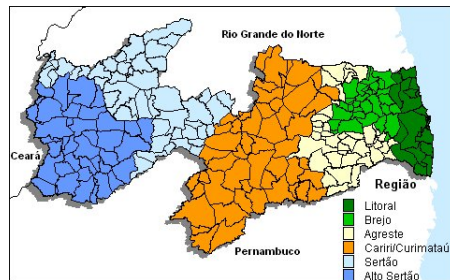 Rio Grande do Norte
Ceará
Pernambuco
Região
Litoral
Brejo
Agreste
Cariri/Curimataú
Sertão
Alto Sertão